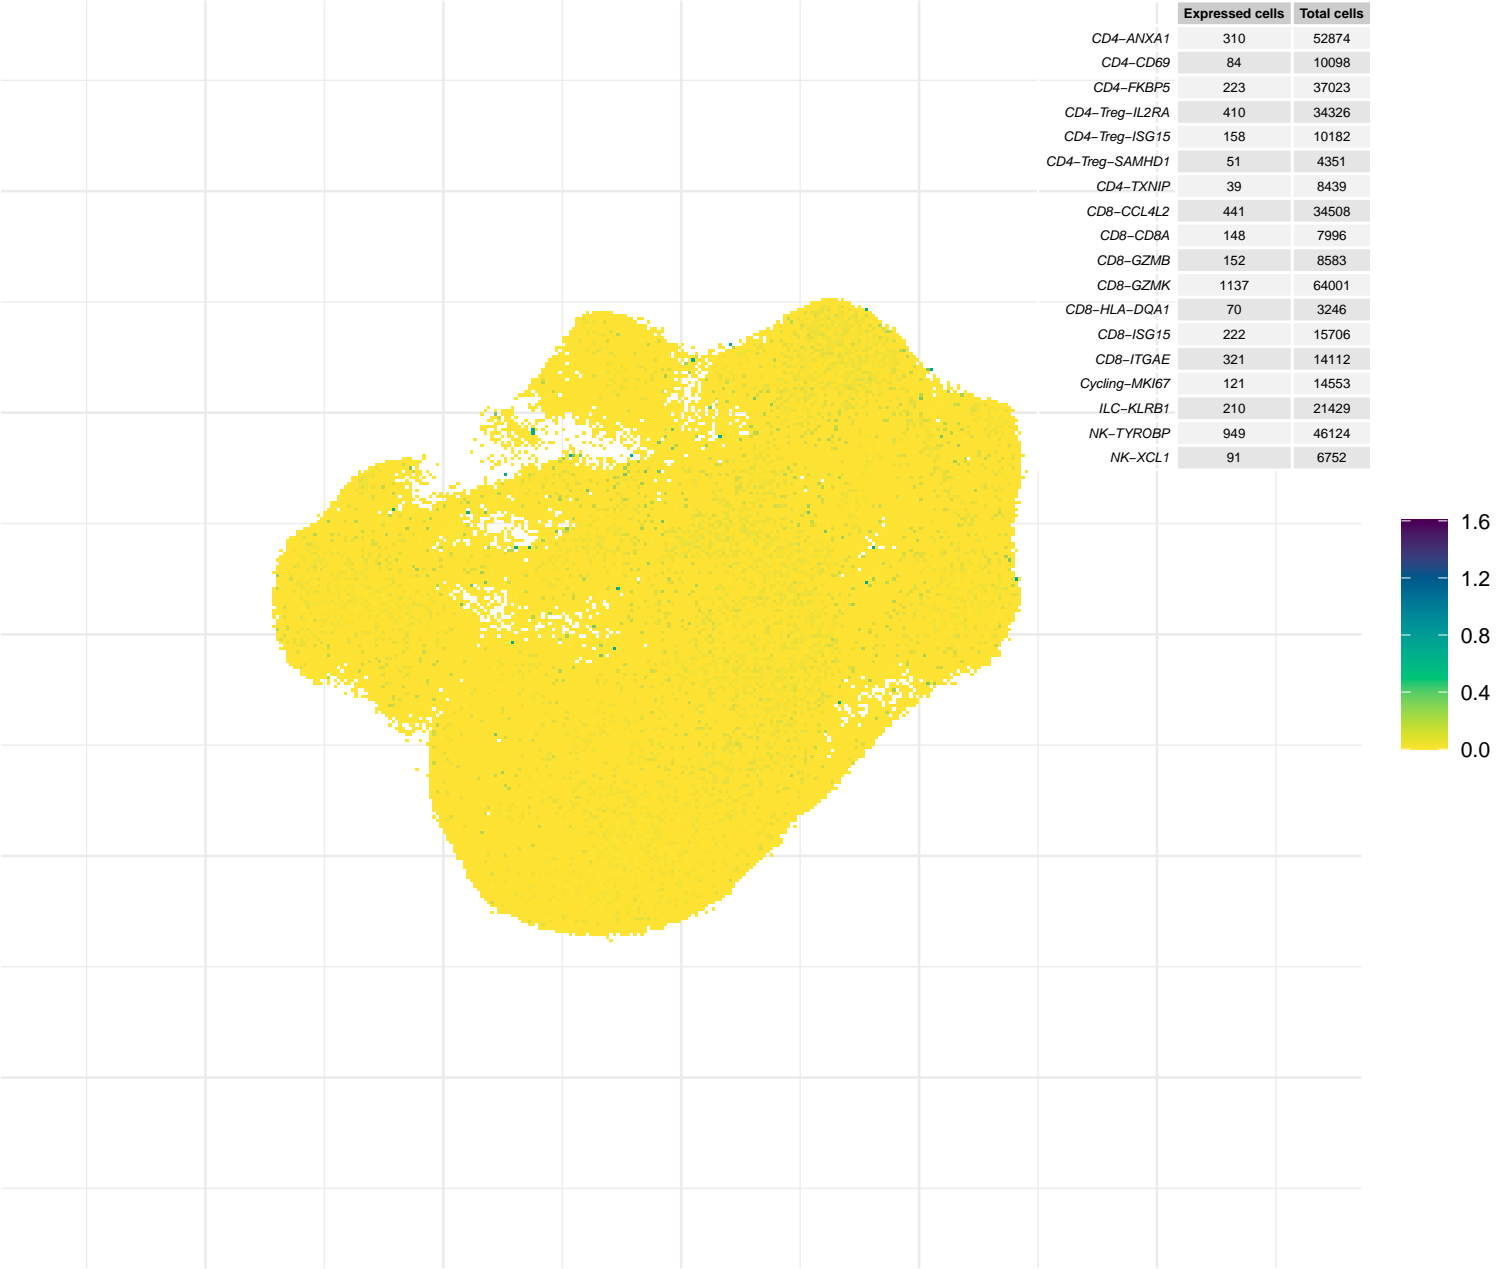 Expressed cells Total cells
CD4−ANXA1 310 52874
CD4−CD69 84 10098
CD4−FKBP5 223 37023
CD4−Treg−IL2RA 410 34326
CD4−Treg−ISG15 158 10182
CD4−Treg−SAMHD1 51 4351
CD4−TXNIP 39 8439
CD8−CCL4L2 441 34508
CD8−CD8A 148 7996
CD8−GZMB 152 8583
CD8−GZMK 1137 64001
CD8−HLA−DQA1 70 3246
CD8−ISG15 222 15706
CD8−ITGAE 321 14112
Cycling−MKI67 121 14553
ILC−KLRB1 210 21429
NK−TYROBP 949 46124
NK−XCL1 91 6752
1.6
1.2
0.8
0.4
0.0